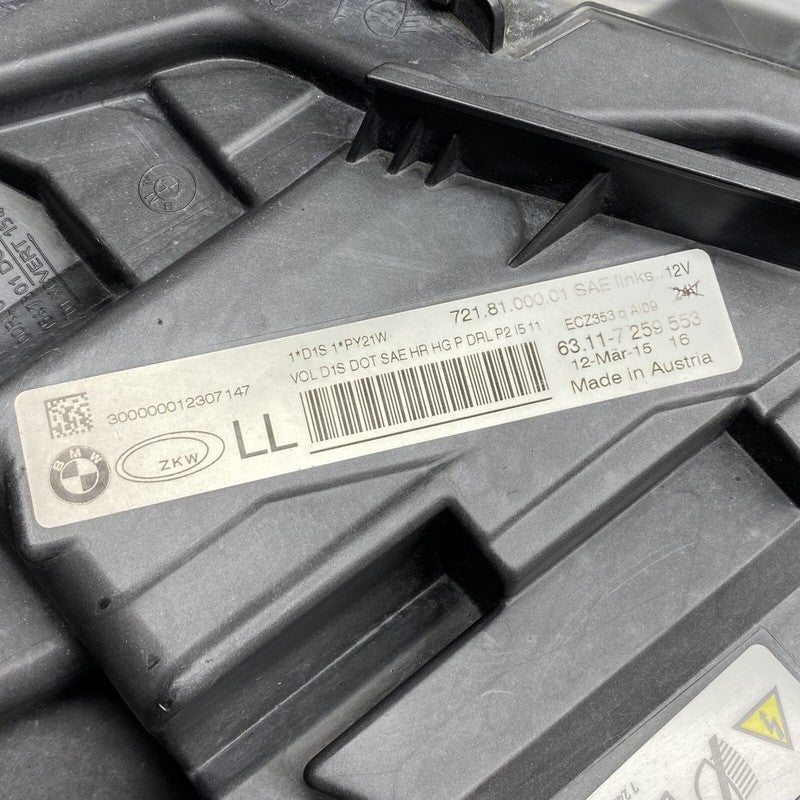 721.81.000.01 SAE links 12V
1*D1S 1*PY21W ECZ353 q AI09 24V
VOL D1S DOT SAE HR HG P DRL P2 I5 11 63.11-7 259 553
300000012307147 12-Mär-15 16
BMW ZKW LL Made in Austria